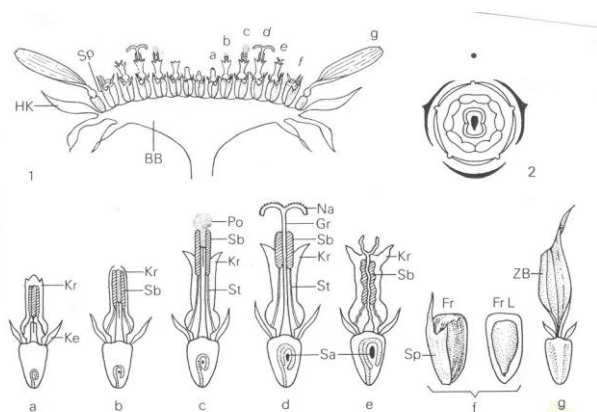 a b c d e f g
Sp
HK
BB
1
2
Kr
Ke
a
Kr
Sb
b
Po
Sb
Kr
St
c
Na
Gr
Sb
Kr
St
Sa
d
Kr
Sb
e
Fr
Fr L
Sp
f
ZB
g